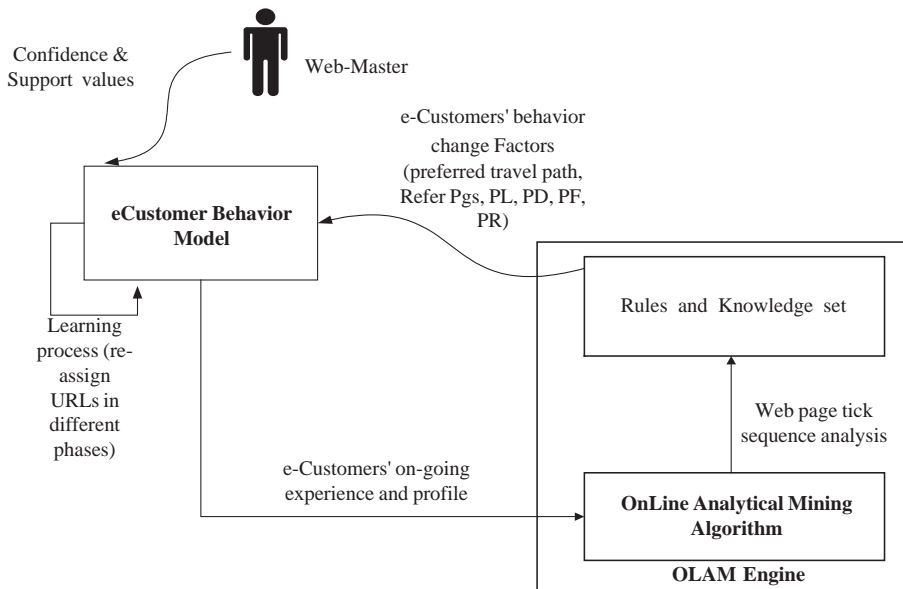 Confidence &
Support values
Web-Master
e-Customers' behavior
change Factors
(preferred travel path,
Refer Pgs, PL, PD, PF,
PR)
eCustomer Behavior
Model
Rules and Knowledge set
Learning
process (re-
assign
URLs in
different
phases)
Web page tick
sequence analysis
e-Customers' on-going
experience and profile
OnLine Analytical Mining
Algorithm
OLAM Engine